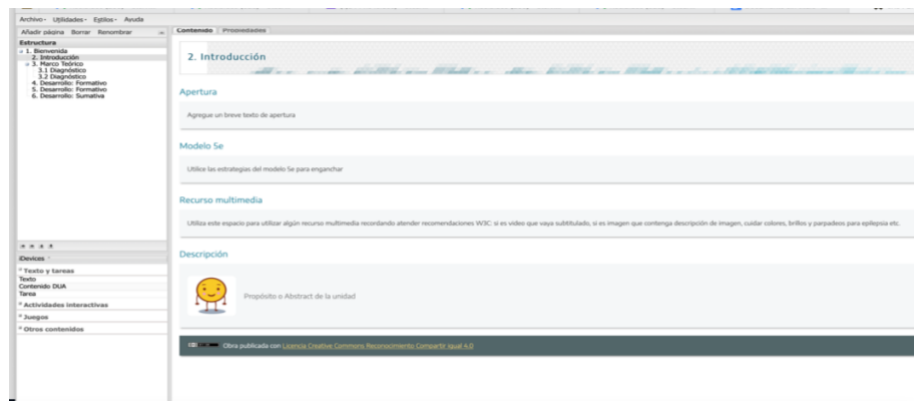 Archivo- Utilidades- Estilos- Ayuda
Añadir página Borrar Renombrar
Contenido Propiedades
Estructura
1. Bienvenida
2. Introducción
3. Marco Teórico
3.1 Diagnóstico
3.2 Diagnóstico
4. Desarrollo: Formativo
5. Desarrollo: Formativo
6. Desarrollo: Sumativa
iDevices
Texto y tareas
Texto
Contenido DUA
Tarea
Actividades interactivas
Juegos
Otros contenidos
2. Introducción
Apertura
Agregue un breve texto de apertura
Modelo 5e
Utilice las estrategias del modelo 5e para enganchar
Recurso multimedia
Utiliza este espacio para utilizar algún recurso multimedia recordando atender recomendaciones W3C: si es video que vaya subtitulado, si es imagen que contenga descripción de imagen, cuidar colores, brillos y parpadeos para epilepsia etc.
Descripción
Propósito o Abstract de la unidad
Obra publicada con Licencia Creative Commons Reconocimiento Compartir igual 4.0